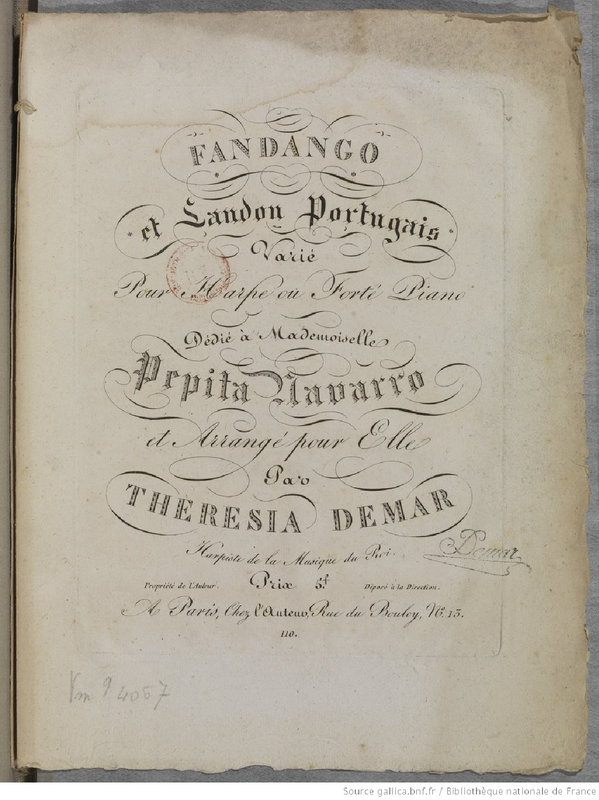 FANDANGO
et Landon Portugais
Varié
Pour Harpe ou Forté Piano
Dédié à Mademoiselle
Pepita Navarro
et Arrangé pour Elle
Par
THERESIA DEMAR
Harpiste de la Musique du Roi.
Demar
Propriété de l'Auteur. Prix 5f Déposé à la Direction.
A Paris, Chez l'Auteur, Rue du Bouloy, No. 13.
110.
Vm 9 4057
Source gallica.bnf.fr / Bibliothèque nationale de France